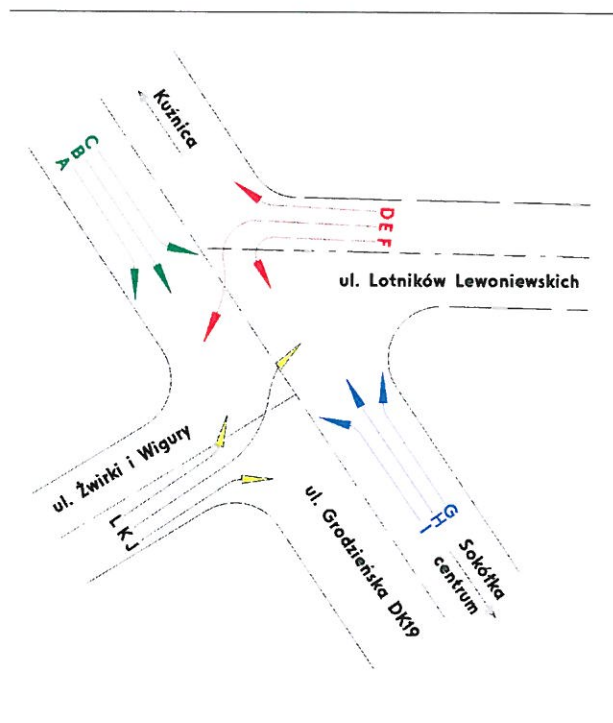 Kuźnica
C
B
A
D E F
ul. Lotników Lewoniewskich
ul. Żwirki i Wigury
L K J
ul. Grodzieńska DK19
G H I
Sokółka
centrum